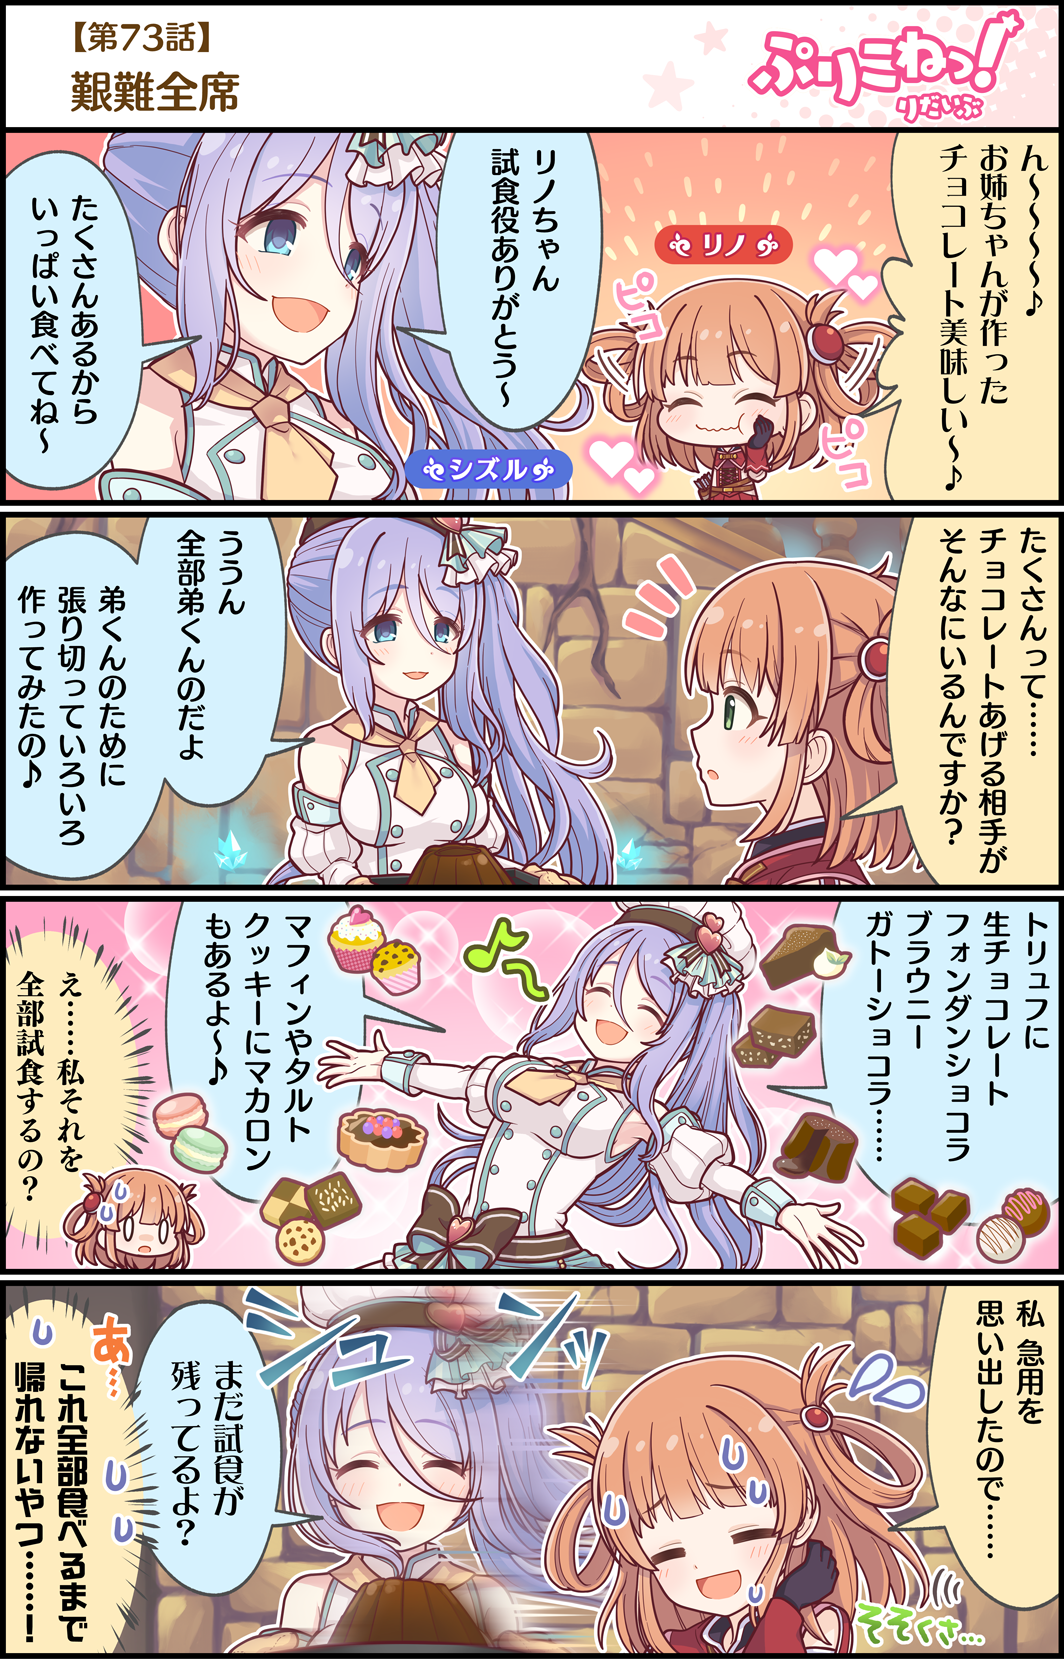 【第73話】
艱難全席
ぷりこねっ!
りだいぶ
ん～～～～♪
お姉ちゃんが作った
チョコレート美味しい～♪
リノ
ピコ
ピコ
リノちゃん
試食役ありがとう～
シズル
たくさんあるから
いっぱい食べてね～
たくさんって……
チョコレートあげる相手が
そんなにいるんですか?
ううん
全部弟くんのだよ
弟くんのために
張り切っていろいろ
作ってみたの♪
トリュフに
生チョコレート
フォンダンショコラ
ブラウニー
ガトーショコラ……
マフィンやタルト
クッキーにマカロン
もあるよ～♪
え……私それを
全部試食するの?
私 急用を
思い出したので……
そそくさ…
シュンッ
まだ試食が
残ってるよ?
あ…
これ全部食べるまで
帰れないやつ……!